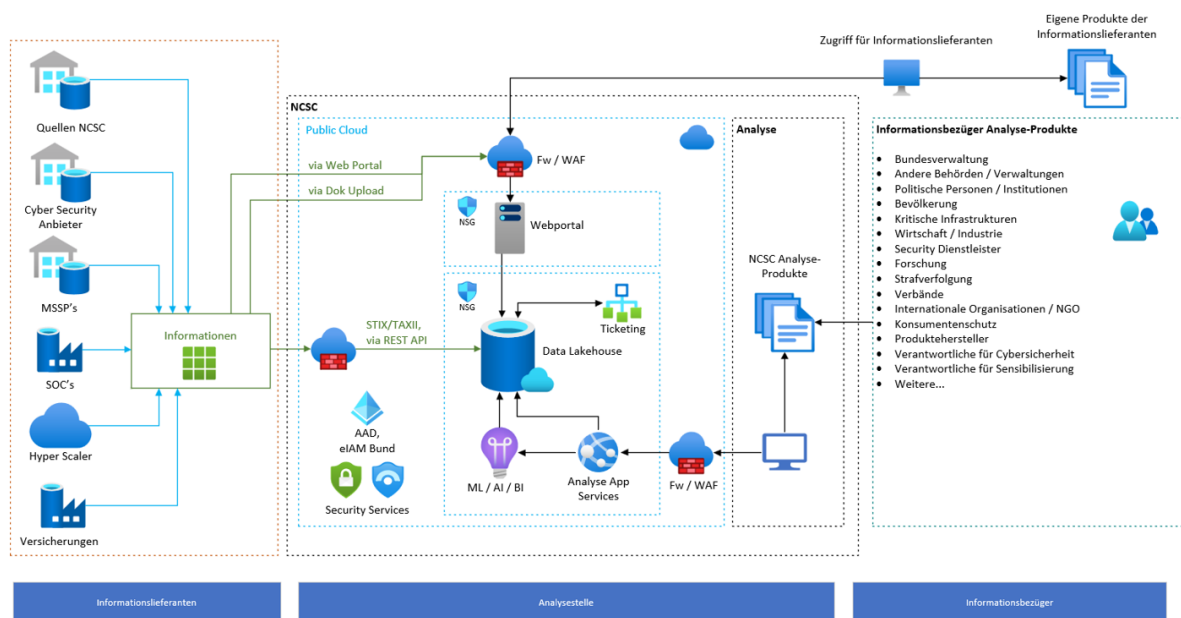 Eigene Produkte der
Informationslieferanten
Zugriff für Informationslieferanten
Quellen NCSC
Cyber Security
Anbieter
MSSP's
SOC's
Hyper Scaler
Versicherungen
Informationen
NCSC
Public Cloud
via Web Portal
via Dok Upload
Fw / WAF
NSG
Webportal
NSG
STIX/TAXII,
via REST API
Data Lakehouse
Ticketing
AAD,
eIAM Bund
Security Services
ML / AI / BI
Analyse App
Services
Fw / WAF
Analyse
NCSC Analyse-
Produkte
Informationsbezüger Analyse-Produkte
• Bundesverwaltung
• Andere Behörden / Verwaltungen
• Politische Personen / Institutionen
• Bevölkerung
• Kritische Infrastrukturen
• Wirtschaft / Industrie
• Security Dienstleister
• Forschung
• Strafverfolgung
• Verbände
• Internationale Organisationen / NGO
• Konsumentenschutz
• Produktehersteller
• Verantwortliche für Cybersicherheit
• Verantwortliche für Sensibilisierung
• Weitere...
Informationslieferanten
Analysestelle
Informationsbezüger